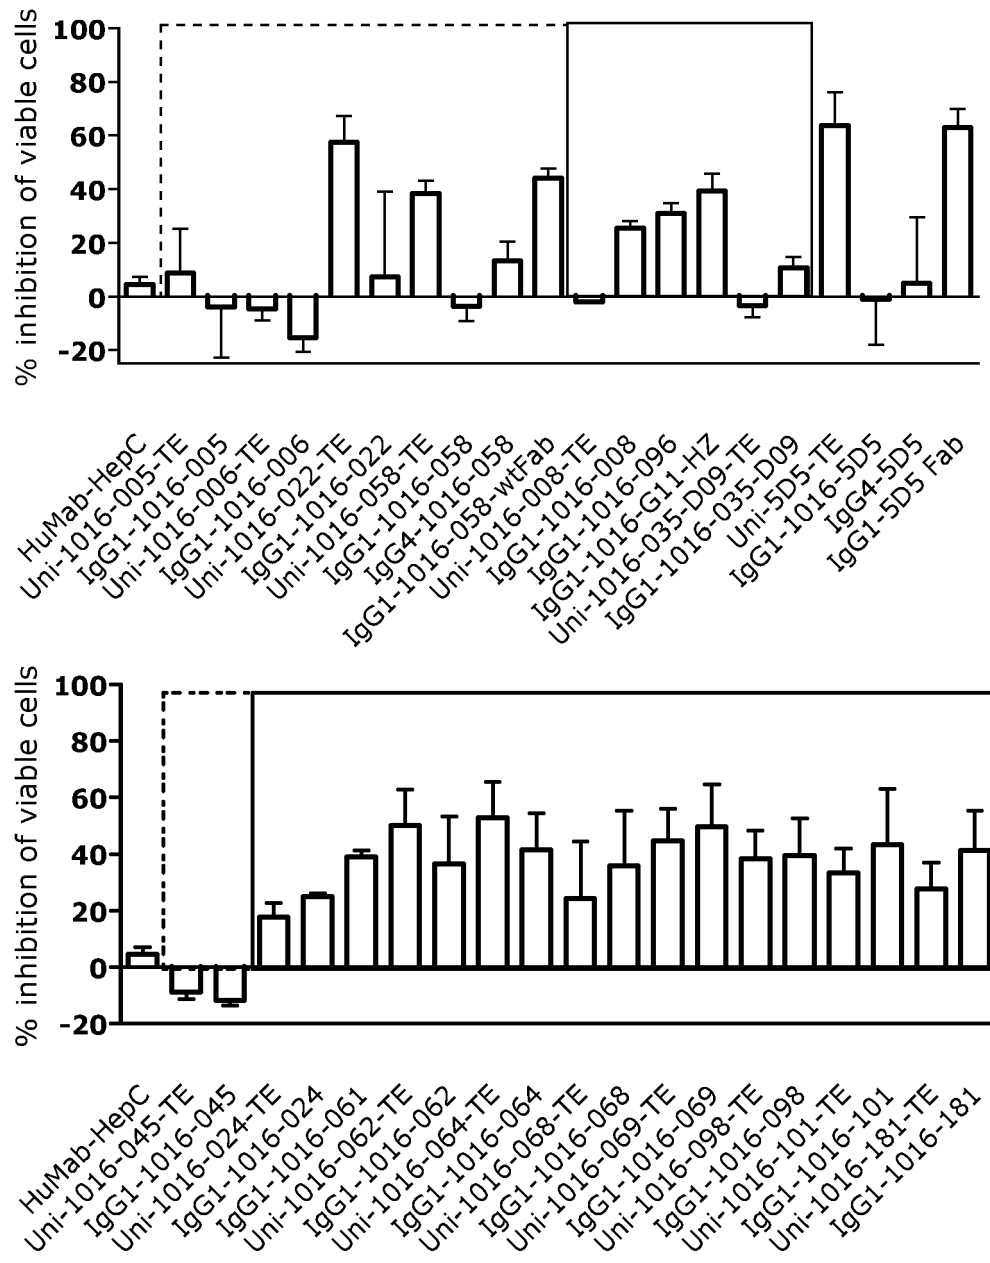 % inhibition of viable cells
100
80
60
40
20
0
-20
HuMab-HepC
Uni-1016-005-TE
IgG1-1016-005
Uni-1016-006-TE
IgG1-1016-006
Uni-1016-022-TE
IgG1-1016-022
Uni-1016-058-TE
IgG1-1016-058
IgG4-1016-058
IgG1-1016-058-wtFab
Uni-1016-008-TE
IgG1-1016-008
IgG1-1016-096
IgG1-1016-G11-HZ
Uni-1016-035-D09-TE
IgG1-1016-035-D09
Uni-5D5-TE
IgG1-1016-5D5
IgG4-5D5
IgG1-5D5 Fab
% inhibition of viable cells
100
80
60
40
20
0
-20
HuMab-HepC
Uni-1016-045-TE
IgG1-1016-045
Uni-1016-024-TE
IgG1-1016-024
IgG1-1016-061
Uni-1016-062-TE
IgG1-1016-062
Uni-1016-064-TE
IgG1-1016-064
Uni-1016-068-TE
IgG1-1016-068
Uni-1016-069-TE
IgG1-1016-069
Uni-1016-098-TE
IgG1-1016-098
Uni-1016-101-TE
IgG1-1016-101
Uni-1016-181-TE
IgG1-1016-181